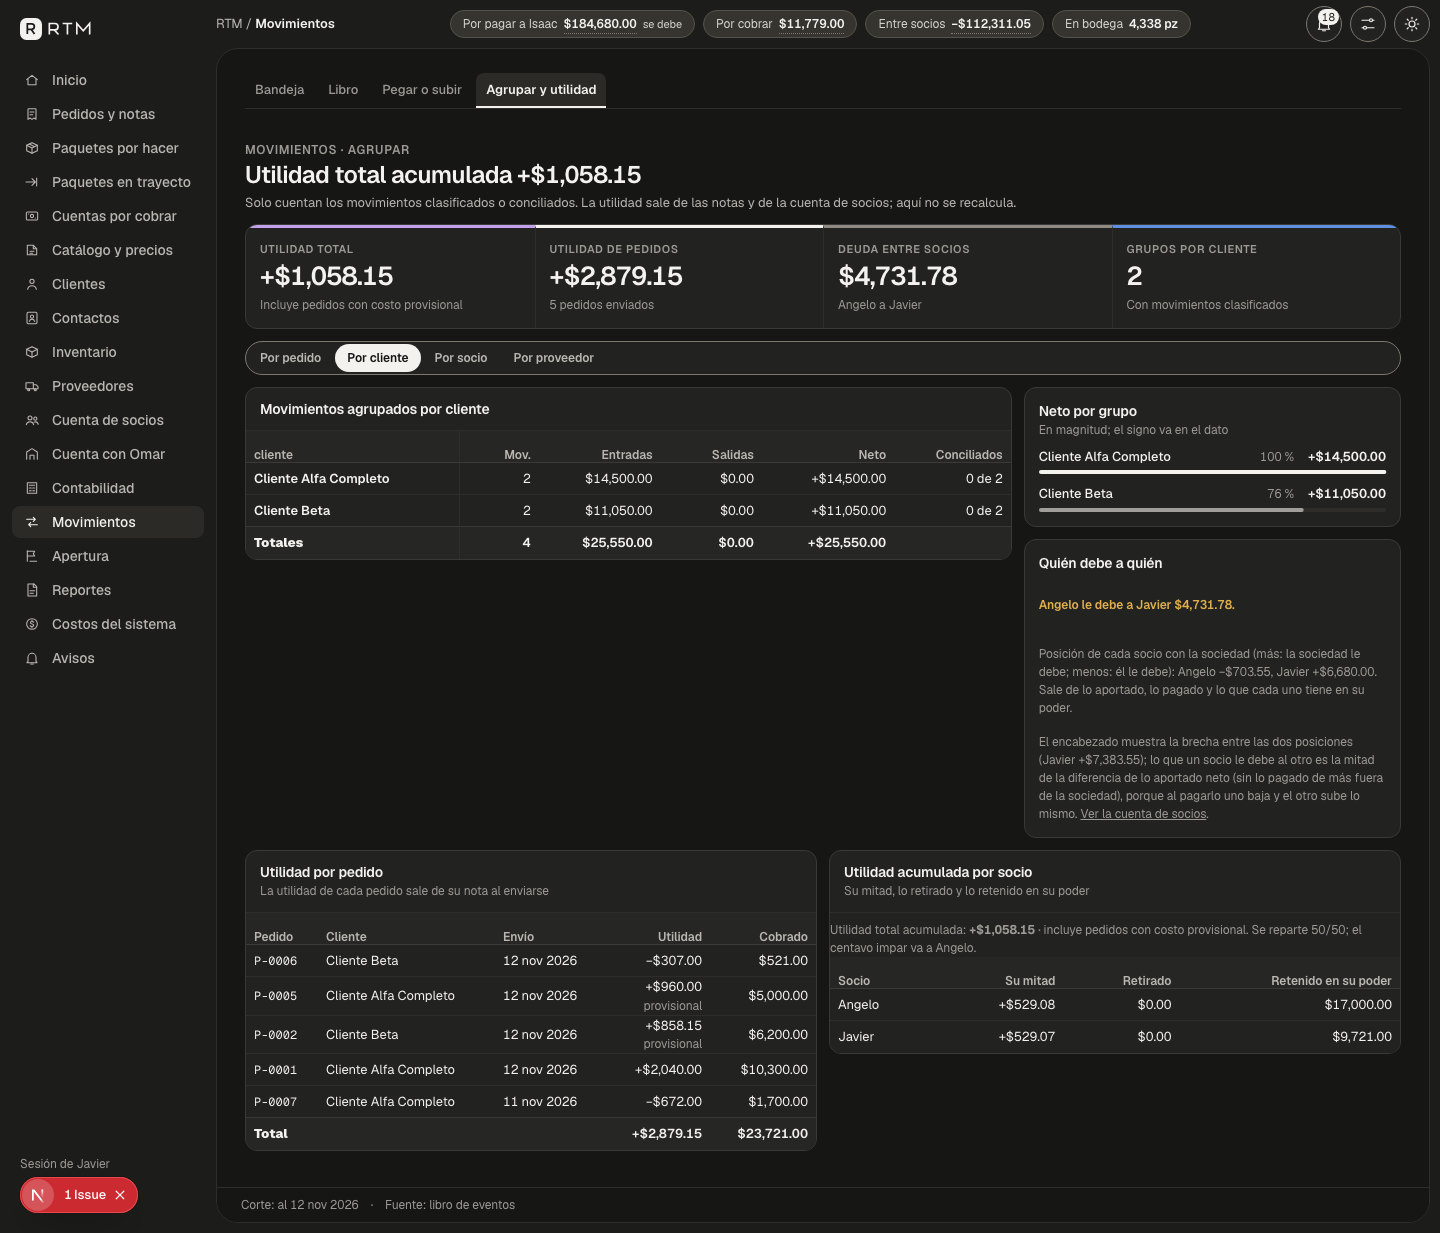 R RTM
RTM / Movimientos
Por pagar a Isaac $184,680.00 se debe
Por cobrar $11,779.00
Entre socios −$112,311.05
En bodega 4,338 pz
18
Inicio
Pedidos y notas
Paquetes por hacer
Paquetes en trayecto
Cuentas por cobrar
Catálogo y precios
Clientes
Contactos
Inventario
Proveedores
Cuenta de socios
Cuenta con Omar
Contabilidad
Movimientos
Apertura
Reportes
Costos del sistema
Avisos
Sesión de Javier
N 1 Issue
Bandeja Libro Pegar o subir Agrupar y utilidad
MOVIMIENTOS · AGRUPAR
Utilidad total acumulada +$1,058.15
Solo cuentan los movimientos clasificados o conciliados. La utilidad sale de las notas y de la cuenta de socios; aquí no se recalcula.
UTILIDAD TOTAL
+$1,058.15
Incluye pedidos con costo provisional
UTILIDAD DE PEDIDOS
+$2,879.15
5 pedidos enviados
DEUDA ENTRE SOCIOS
$4,731.78
Angelo a Javier
GRUPOS POR CLIENTE
2
Con movimientos clasificados
Por pedido Por cliente Por socio Por proveedor
Movimientos agrupados por cliente
cliente Mov. Entradas Salidas Neto Conciliados
Cliente Alfa Completo 2 $14,500.00 $0.00 +$14,500.00 0 de 2
Cliente Beta 2 $11,050.00 $0.00 +$11,050.00 0 de 2
Totales 4 $25,550.00 $0.00 +$25,550.00
Neto por grupo
En magnitud; el signo va en el dato
Cliente Alfa Completo 100 % +$14,500.00
Cliente Beta 76 % +$11,050.00
Quién debe a quién
Angelo le debe a Javier $4,731.78.
Posición de cada socio con la sociedad (más: la sociedad le
debe; menos: él le debe): Angelo −$703.55, Javier +$6,680.00.
Sale de lo aportado, lo pagado y lo que cada uno tiene en su
poder.
El encabezado muestra la brecha entre las dos posiciones
(Javier +$7,383.55); lo que un socio le debe al otro es la mitad
de la diferencia de lo aportado neto (sin lo pagado de más fuera
de la sociedad), porque al pagarlo uno baja y el otro sube lo
mismo. Ver la cuenta de socios.
Utilidad por pedido
La utilidad de cada pedido sale de su nota al enviarse
Pedido Cliente Envío Utilidad Cobrado
P-0006 Cliente Beta 12 nov 2026 −$307.00 $521.00
P-0005 Cliente Alfa Completo 12 nov 2026 +$960.00 provisional $5,000.00
P-0002 Cliente Beta 12 nov 2026 +$858.15 provisional $6,200.00
P-0001 Cliente Alfa Completo 12 nov 2026 +$2,040.00 $10,300.00
P-0007 Cliente Alfa Completo 11 nov 2026 −$672.00 $1,700.00
Total +$2,879.15 $23,721.00
Utilidad acumulada por socio
Su mitad, lo retirado y lo retenido en su poder
Utilidad total acumulada: +$1,058.15 · incluye pedidos con costo provisional. Se reparte 50/50; el
centavo impar va a Angelo.
Socio Su mitad Retirado Retenido en su poder
Angelo +$529.08 $0.00 $17,000.00
Javier +$529.07 $0.00 $9,721.00
Corte: al 12 nov 2026 · Fuente: libro de eventos